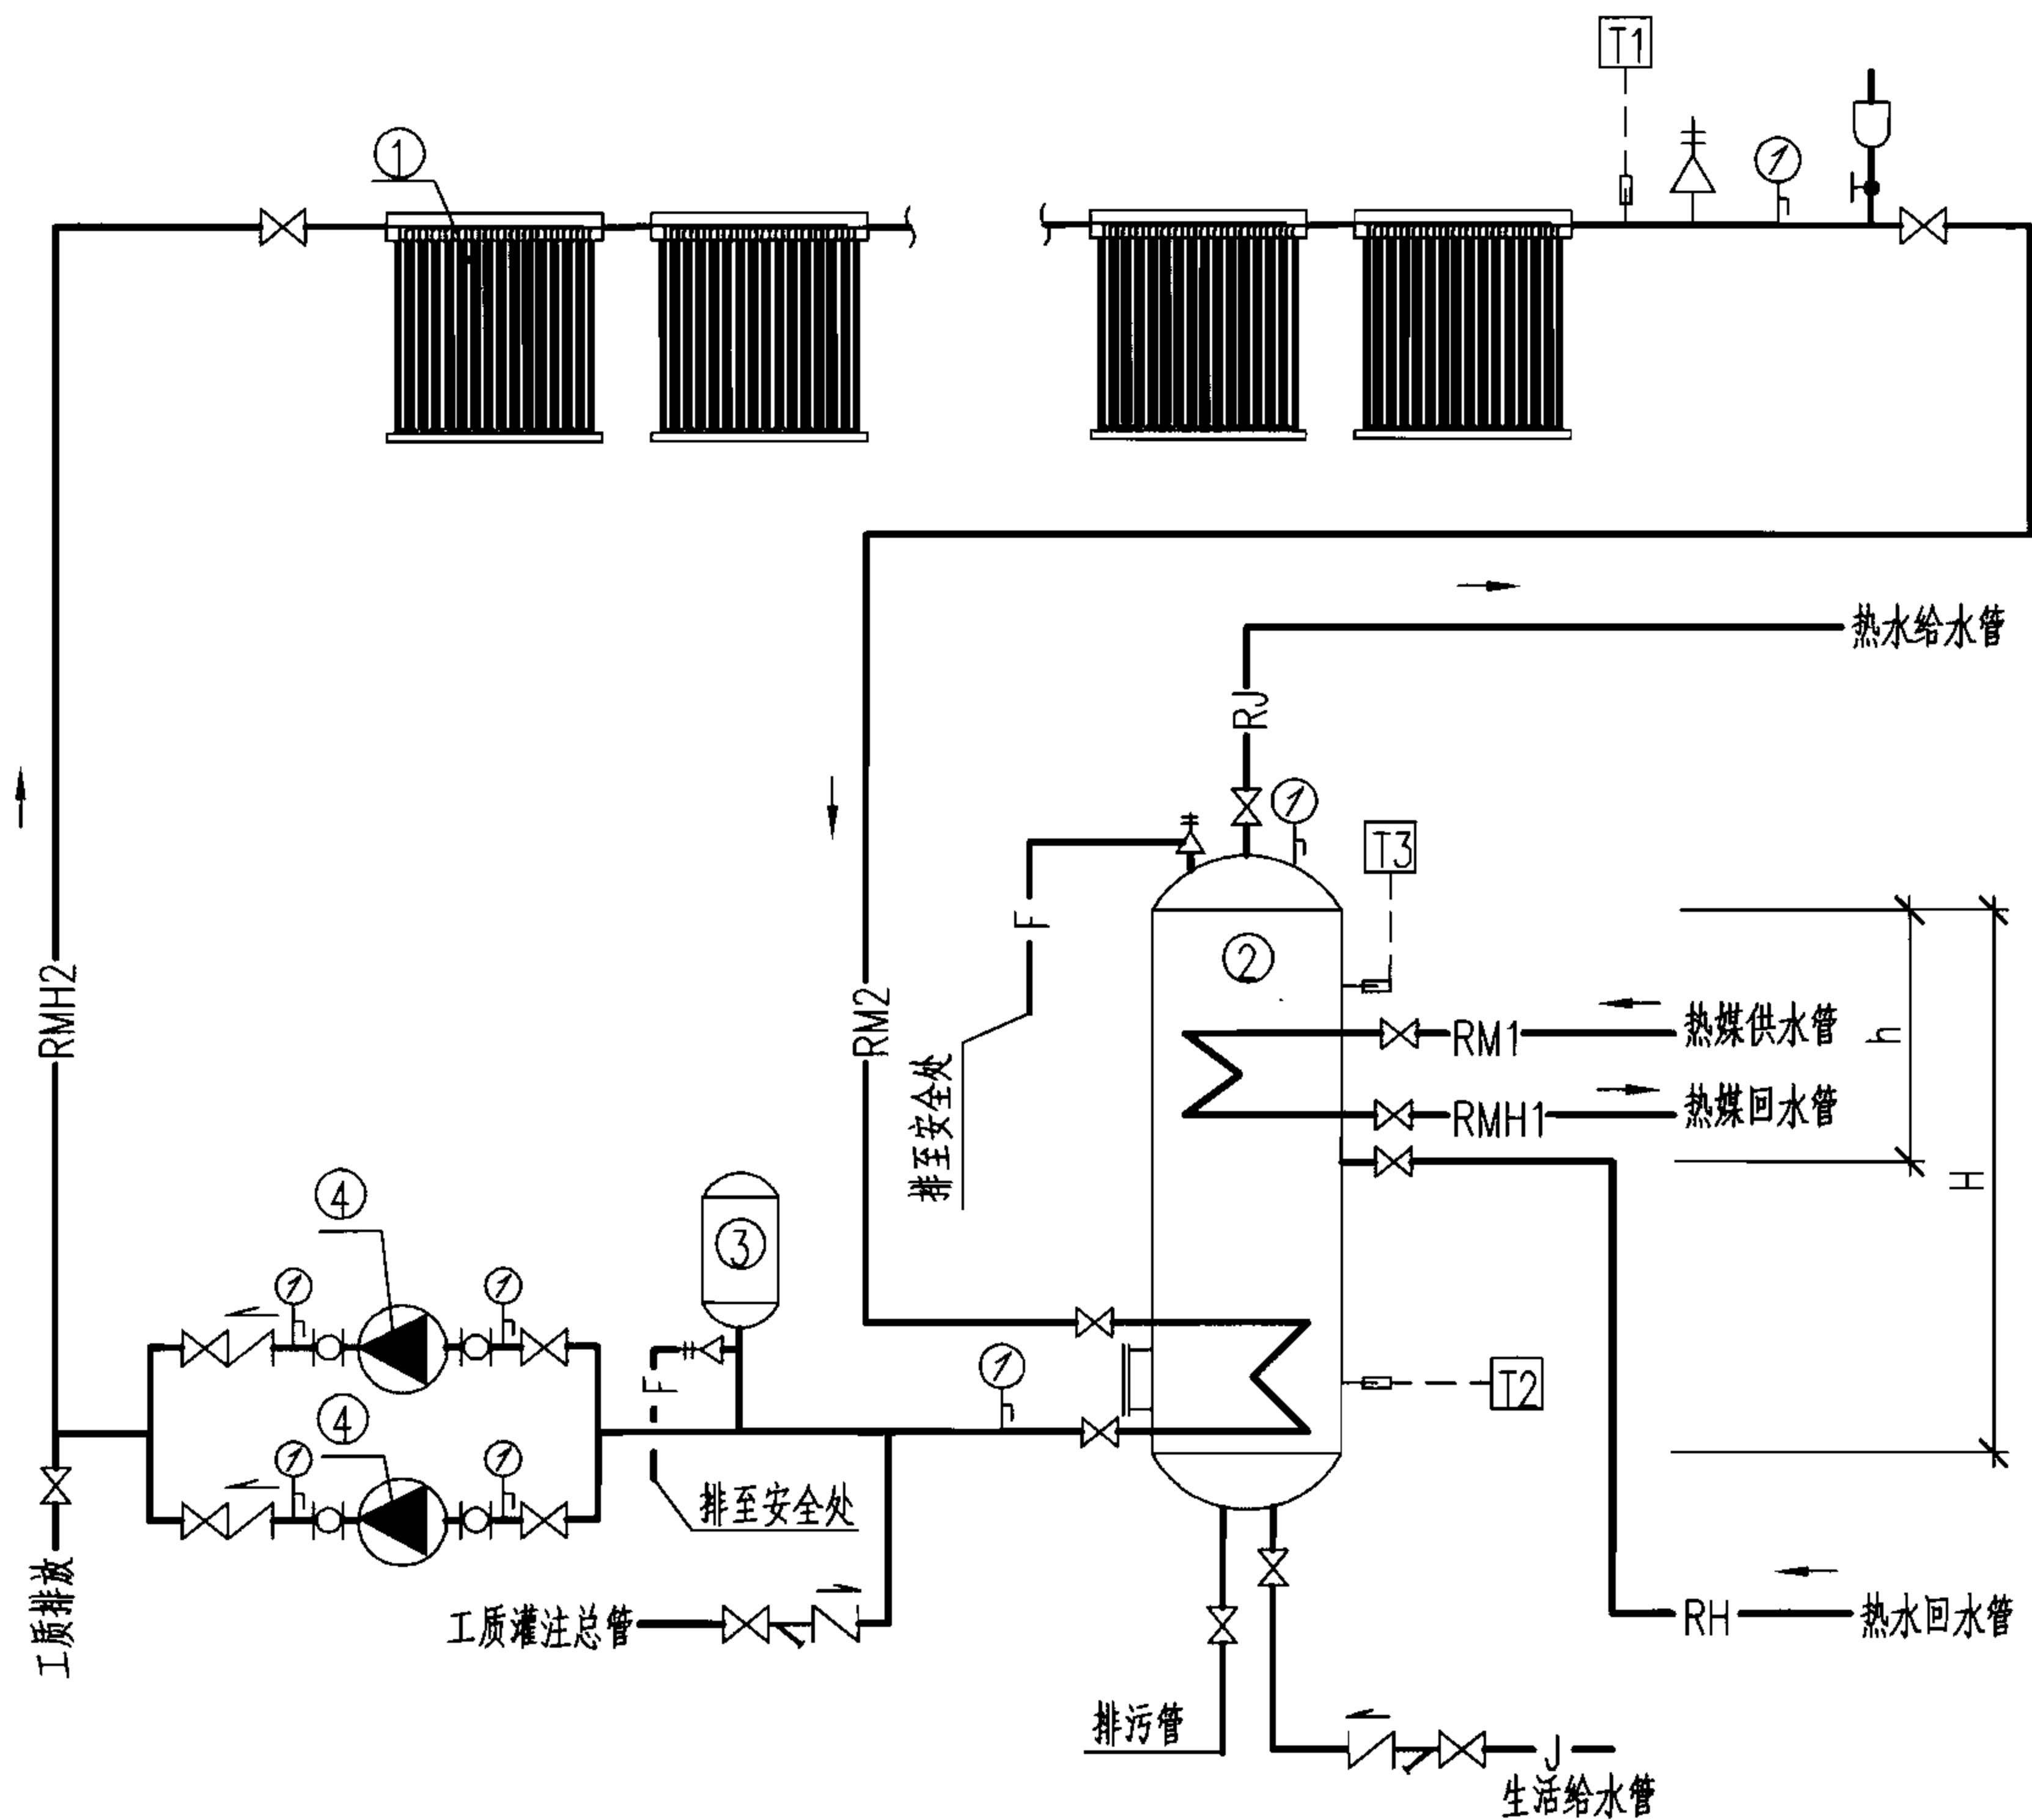 T1
①
热水给水管
RJ
T3
F
②
RMH2
RM2
热媒供水管
RM1
h
排至安全处
热媒回水管
RMH1
H
④
③
T2
F
④
排至安全处
工质排放
工质灌注总管
RH
热水回水管
排污管
J
生活给水管